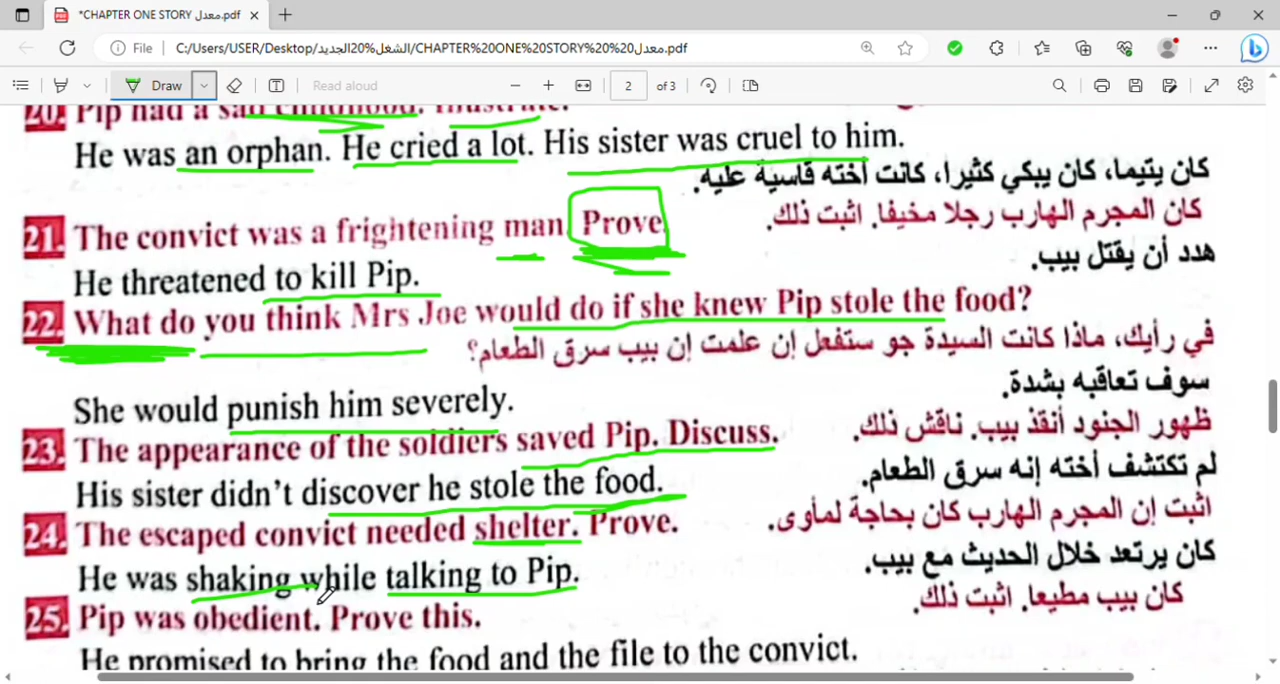 *CHAPTER ONE STORY معدل.pdf
File C:/Users/USER/Desktop/الشغل%20الجديد/CHAPTER%20ONE%20STORY%20%20معدل.pdf
Draw Read aloud 2 of 3
20. Pip had a sad childhood. Illustrate.
He was an orphan. He cried a lot. His sister was cruel to him.
كان يتيما، كان يبكي كثيرا، كانت أخته قاسية عليه.
21. The convict was a frightening man. Prove
كان المجرم الهارب رجلا مخيفا. اثبت ذلك.
He threatened to kill Pip.
هدد أن يقتل بيب.
22. What do you think Mrs Joe would do if she knew Pip stole the food?
في رأيك، ماذا كانت السيدة جو ستفعل إن علمت إن بيب سرق الطعام؟
She would punish him severely.
سوف تعاقبه بشدة.
23. The appearance of the soldiers saved Pip. Discuss.
ظهور الجنود أنقذ بيب. ناقش ذلك.
His sister didn't discover he stole the food.
لم تكتشف أخته إنه سرق الطعام.
24. The escaped convict needed shelter. Prove.
اثبت إن المجرم الهارب كان بحاجة لمأوى.
He was shaking while talking to Pip.
كان يرتعد خلال الحديث مع بيب.
25. Pip was obedient. Prove this.
كان بيب مطيعا. اثبت ذلك.
He promised to bring the food and the file to the convict.